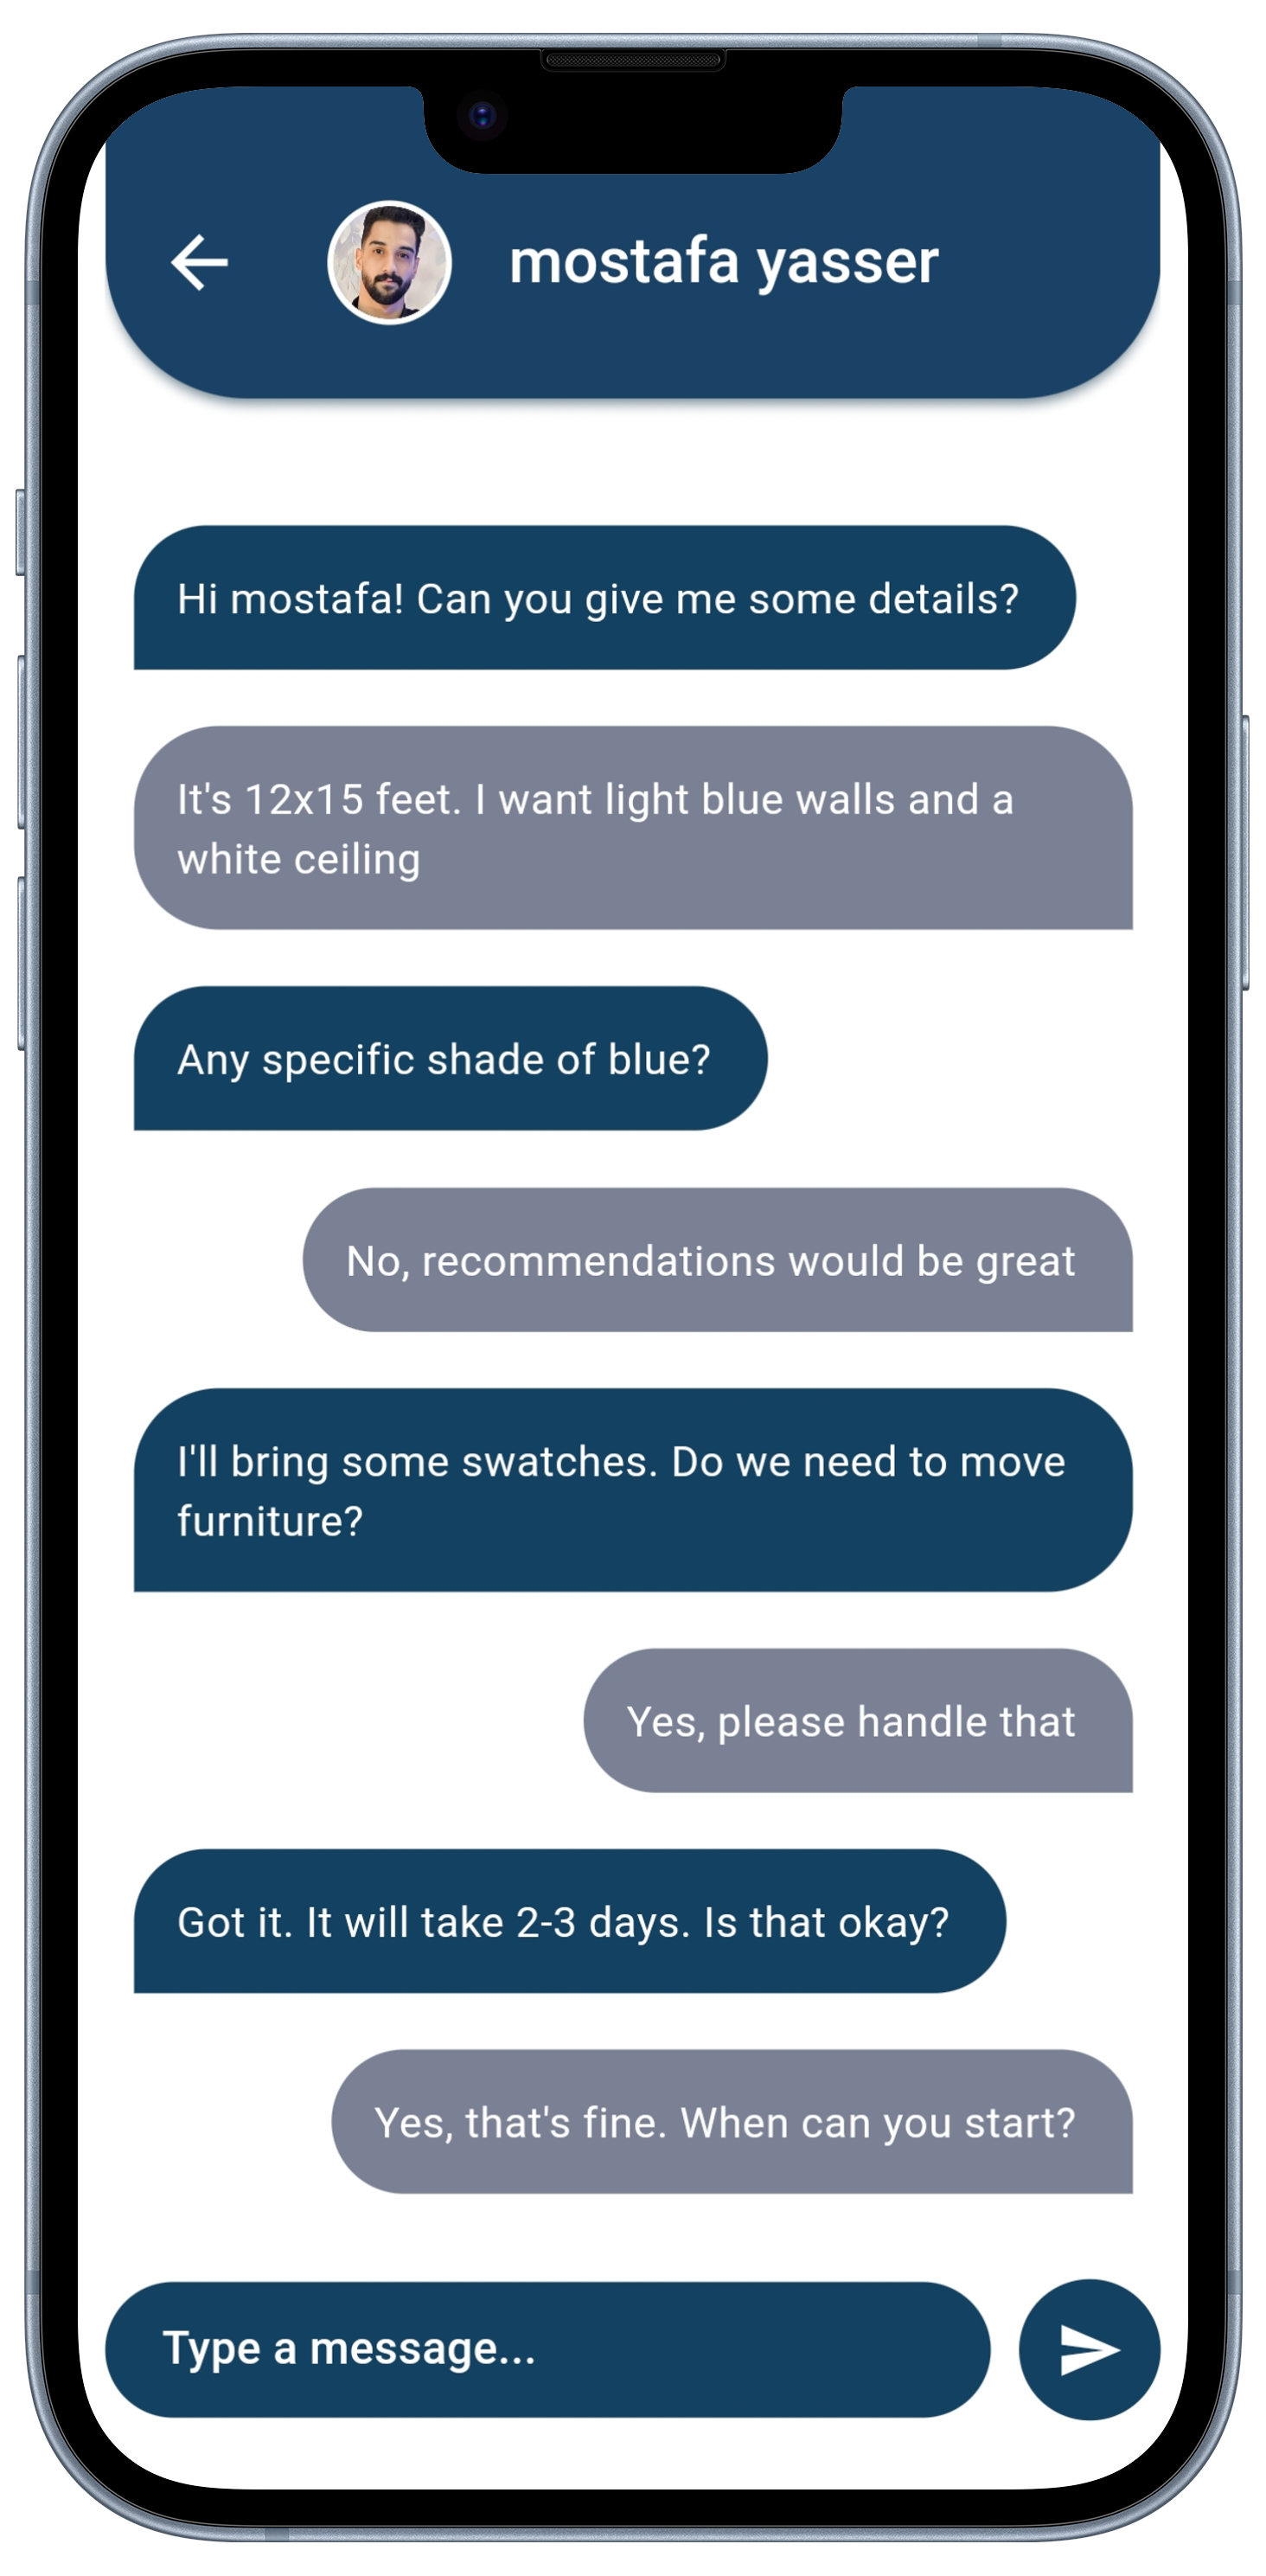 mostafa yasser
Hi mostafa! Can you give me some details?
It's 12x15 feet. I want light blue walls and a
white ceiling
Any specific shade of blue?
No, recommendations would be great
I'll bring some swatches. Do we need to move
furniture?
Yes, please handle that
Got it. It will take 2-3 days. Is that okay?
Yes, that's fine. When can you start?
Type a message...